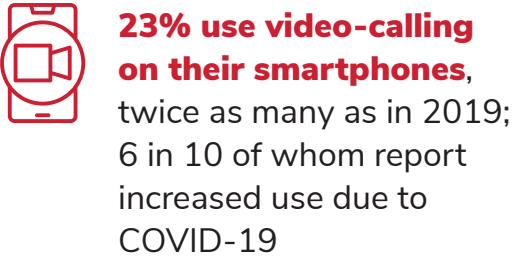 23% use video-calling
on their smartphones,
twice as many as in 2019;
6 in 10 of whom report
increased use due to
COVID-19